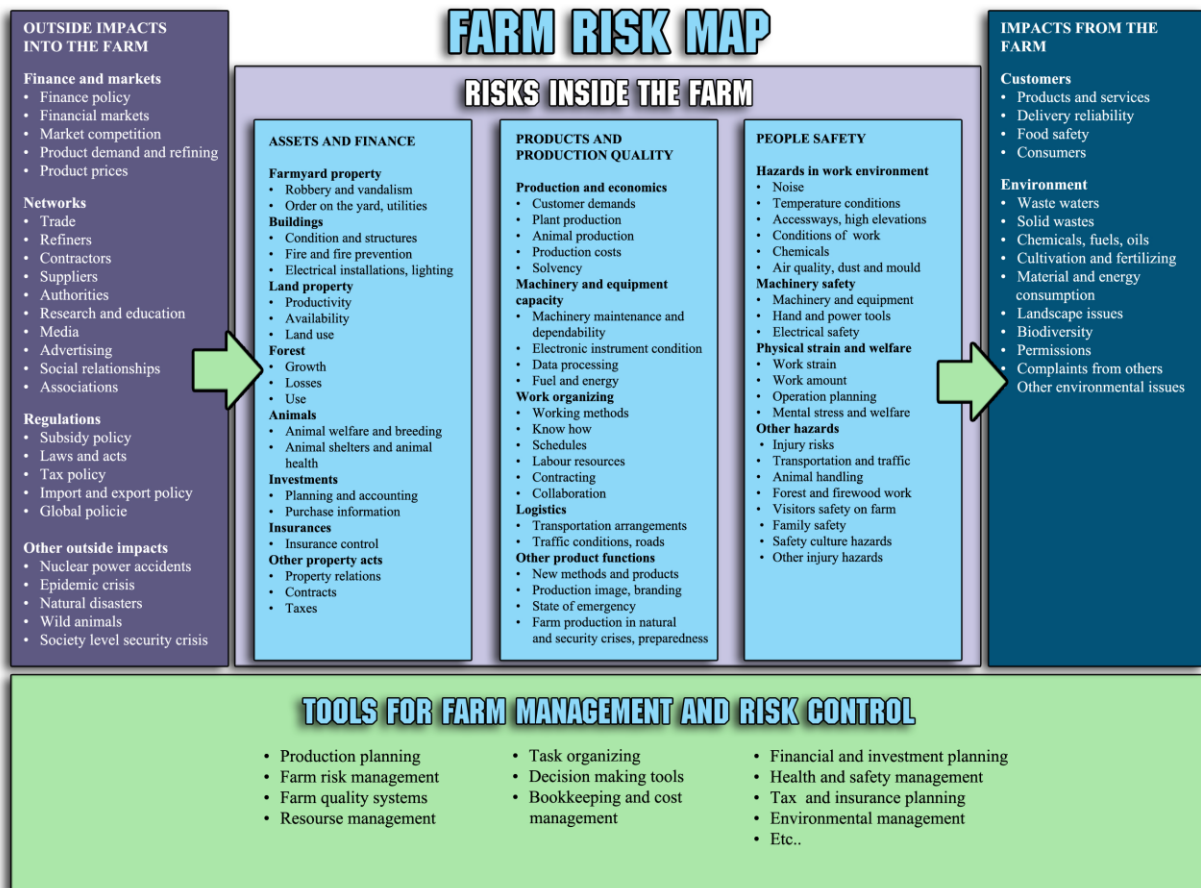 FARM RISK MAP
OUTSIDE IMPACTS
INTO THE FARM
Finance and markets
• Finance policy
• Financial markets
• Market competition
• Product demand and refining
• Product prices
Networks
• Trade
• Refiners
• Contractors
• Suppliers
• Authorities
• Research and education
• Media
• Advertising
• Social relationships
• Associations
Regulations
• Subsidy policy
• Laws and acts
• Tax policy
• Import and export policy
• Global policie
Other outside impacts
• Nuclear power accidents
• Epidemic crisis
• Natural disasters
• Wild animals
• Society level security crisis
RISKS INSIDE THE FARM
ASSETS AND FINANCE
Farmyard property
• Robbery and vandalism
• Order on the yard, utilities
Buildings
• Condition and structures
• Fire and fire prevention
• Electrical installations, lighting
Land property
• Productivity
• Availability
• Land use
Forest
• Growth
• Losses
• Use
Animals
• Animal welfare and breeding
• Animal shelters and animal
health
Investments
• Planning and accounting
• Purchase information
Insurances
• Insurance control
Other property acts
• Property relations
• Contracts
• Taxes
PRODUCTS AND
PRODUCTION QUALITY
Production and economics
• Customer demands
• Plant production
• Animal production
• Production costs
• Solvency
Machinery and equipment
capacity
• Machinery maintenance and
dependability
• Electronic instrument condition
• Data processing
• Fuel and energy
Work organizing
• Working methods
• Know how
• Schedules
• Labour resources
• Contracting
• Collaboration
Logistics
• Transportation arrangements
• Traffic conditions, roads
Other product functions
• New methods and products
• Production image, branding
• State of emergency
• Farm production in natural
and security crises, preparedness
PEOPLE SAFETY
Hazards in work environment
• Noise
• Temperature conditions
• Accessways, high elevations
• Conditions of work
• Chemicals
• Air quality, dust and mould
Machinery safety
• Machinery and equipment
• Hand and power tools
• Electrical safety
Physical strain and welfare
• Work strain
• Work amount
• Operation planning
• Mental stress and welfare
Other hazards
• Injury risks
• Transportation and traffic
• Animal handling
• Forest and firewood work
• Visitors safety on farm
• Family safety
• Safety culture hazards
• Other injury hazards
IMPACTS FROM THE
FARM
Customers
• Products and services
• Delivery reliability
• Food safety
• Consumers
Environment
• Waste waters
• Solid wastes
• Chemicals, fuels, oils
• Cultivation and fertilizing
• Material and energy
consumption
• Landscape issues
• Biodiversity
• Permissions
• Complaints from others
Other environmental issues
TOOLS FOR FARM MANAGEMENT AND RISK CONTROL
• Production planning
• Farm risk management
• Farm quality systems
• Resourse management
• Task organizing
• Decision making tools
• Bookkeeping and cost
management
• Financial and investment planning
• Health and safety management
• Tax and insurance planning
• Environmental management
• Etc..